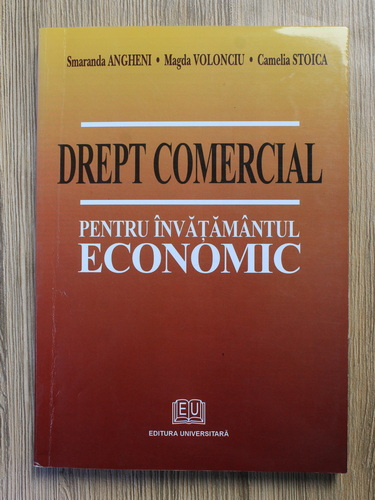 Smaranda ANGHENI • Magda VOLONCIU • Camelia STOICA
DREPT COMERCIAL
PENTRU ÎNVĂȚĂMÂNTUL
ECONOMIC
EU
EDITURA UNIVERSITARĂ